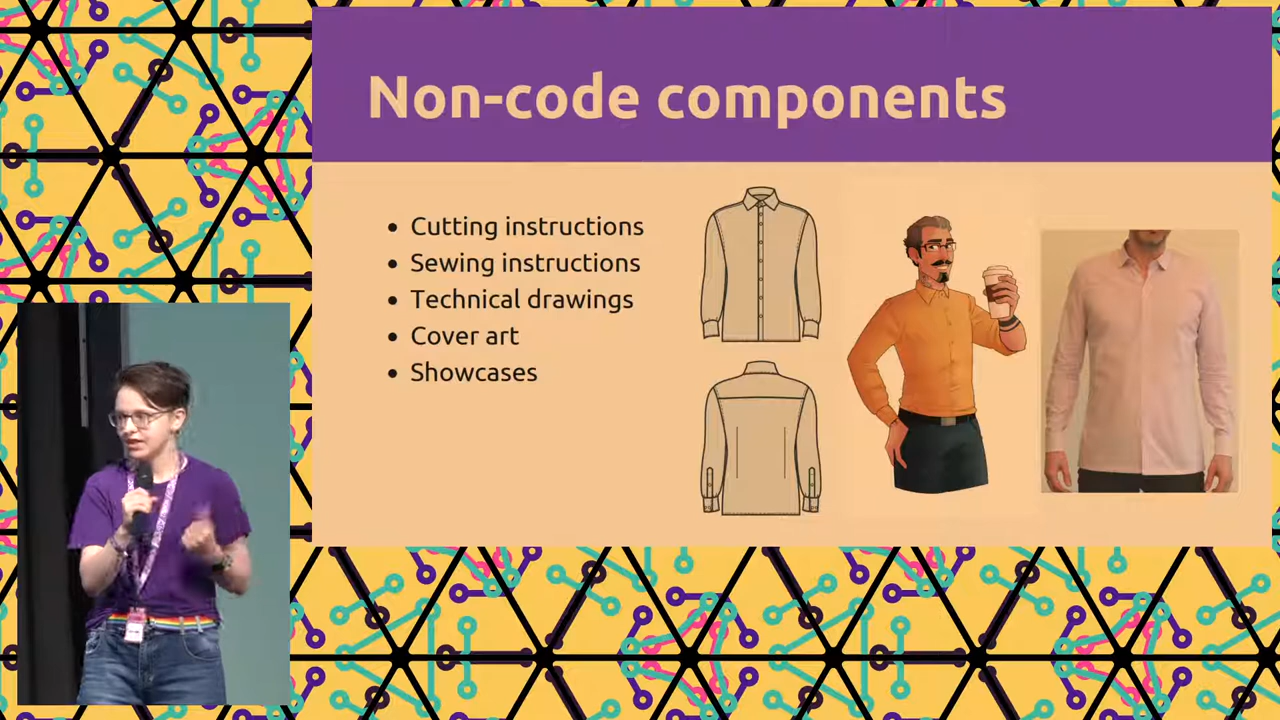 Non-code components
Cutting instructions
Sewing instructions
Technical drawings
Cover art
Showcases